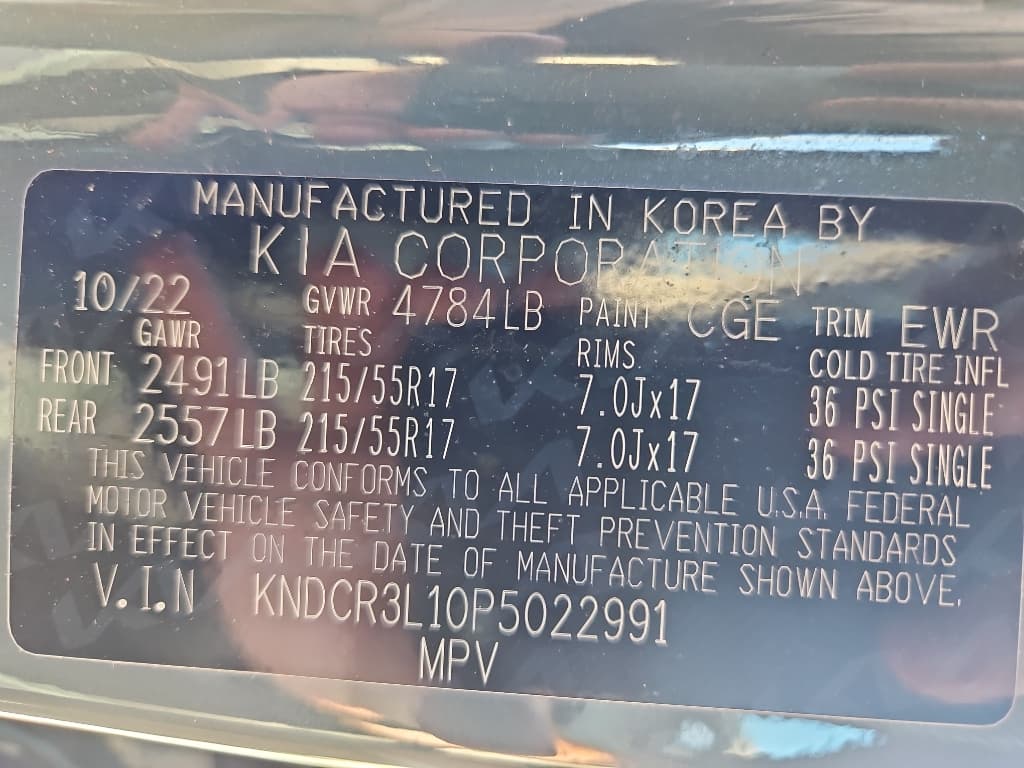 MANUFACTURED IN KOREA BY
KIA CORPORATION
10/22 GVWR 4784LB PAINT CGE TRIM EWR
GAWR TIRES RIMS COLD TIRE INFL
FRONT 2491LB 215/55R17 7.0Jx17 36 PSI SINGLE
REAR 2557LB 215/55R17 7.0Jx17 36 PSI SINGLE
THIS VEHICLE CONFORMS TO ALL APPLICABLE U.S.A. FEDERAL
MOTOR VEHICLE SAFETY AND THEFT PREVENTION STANDARDS
IN EFFECT ON THE DATE OF MANUFACTURE SHOWN ABOVE.
V.I.N KNDCR3L10P5022991
MPV